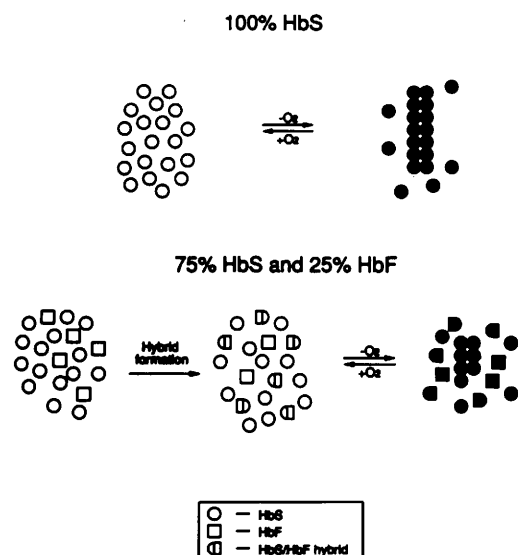 100% HbS
-O₂
+O₂
75% HbS and 25% HbF
Hybrid
formation
-O₂
+O₂
— HbS
— HbF
— HbS/HbF hybrid